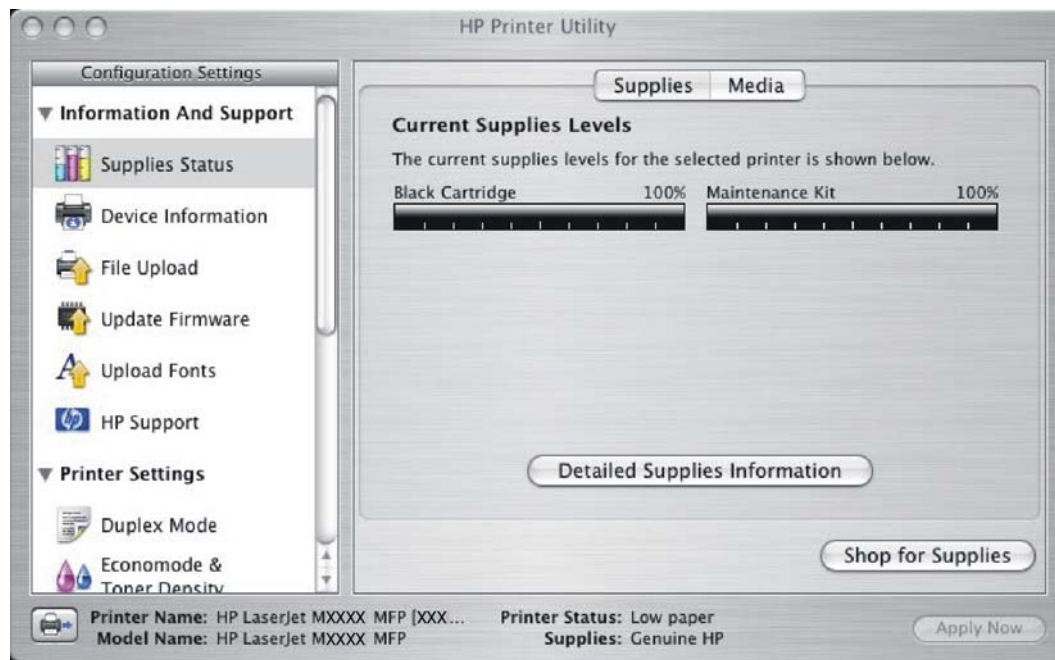 HP Printer Utility
Configuration Settings
Information And Support
Supplies Status
Device Information
File Upload
Update Firmware
Upload Fonts
HP Support
Printer Settings
Duplex Mode
Economode &
Toner Density
Supplies Media
Current Supplies Levels
The current supplies levels for the selected printer is shown below.
Black Cartridge 100% Maintenance Kit 100%
Detailed Supplies Information
Shop for Supplies
Printer Name: HP LaserJet MXXXX MFP [XXX... Printer Status: Low paper
Model Name: HP LaserJet MXXXX MFP Supplies: Genuine HP
Apply Now